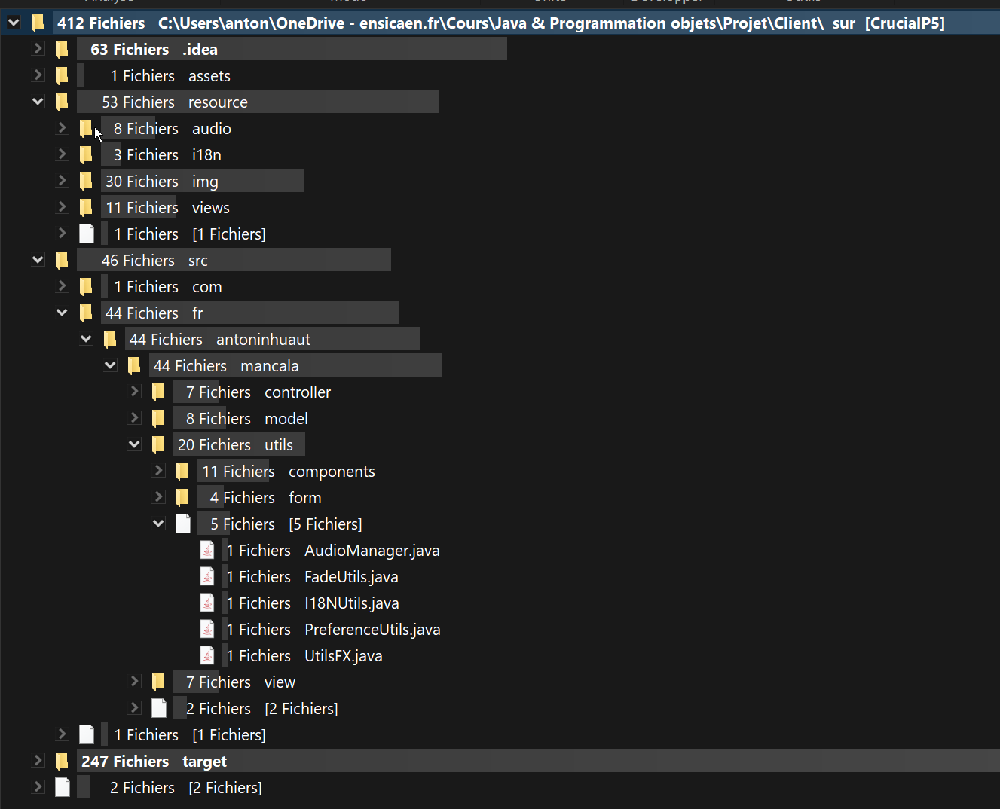 412 Fichiers C:\Users\anton\OneDrive - ensicaen.fr\Cours\Java & Programmation objets\Projet\Client\ sur [CrucialP5]
63 Fichiers .idea
1 Fichiers assets
53 Fichiers resource
8 Fichiers audio
3 Fichiers i18n
30 Fichiers img
11 Fichiers views
1 Fichiers [1 Fichiers]
46 Fichiers src
1 Fichiers com
44 Fichiers fr
44 Fichiers antoninhuaut
44 Fichiers mancala
7 Fichiers controller
8 Fichiers model
20 Fichiers utils
11 Fichiers components
4 Fichiers form
5 Fichiers [5 Fichiers]
1 Fichiers AudioManager.java
1 Fichiers FadeUtils.java
1 Fichiers I18NUtils.java
1 Fichiers PreferenceUtils.java
1 Fichiers UtilsFX.java
7 Fichiers view
2 Fichiers [2 Fichiers]
1 Fichiers [1 Fichiers]
247 Fichiers target
2 Fichiers [2 Fichiers]